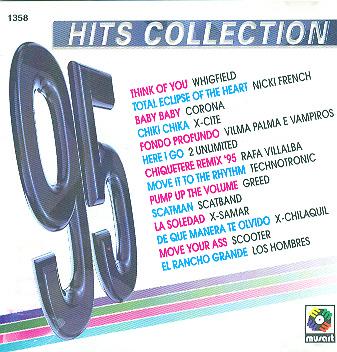 1358
HITS COLLECTION
95
THINK OF YOU WHIGFIELD
TOTAL ECLIPSE OF THE HEART NICKI FRENCH
BABY BABY CORONA
CHIKI CHIKA X-CITE
FONDO PROFUNDO VILMA PALMA E VAMPIROS
HERE I GO 2 UNLIMITED
CHIQUETERE REMIX '95 RAFA VILLALBA
MOVE IT TO THE RHYTHM TECHNOTRONIC
PUMP UP THE VOLUME GREED
SCATMAN SCATBAND
LA SOLEDAD X-SAMAR
DE QUE MANERA TE OLVIDO X-CHILAQUIL
MOVE YOUR ASS SCOOTER
EL RANCHO GRANDE LOS HOMBRES
musart